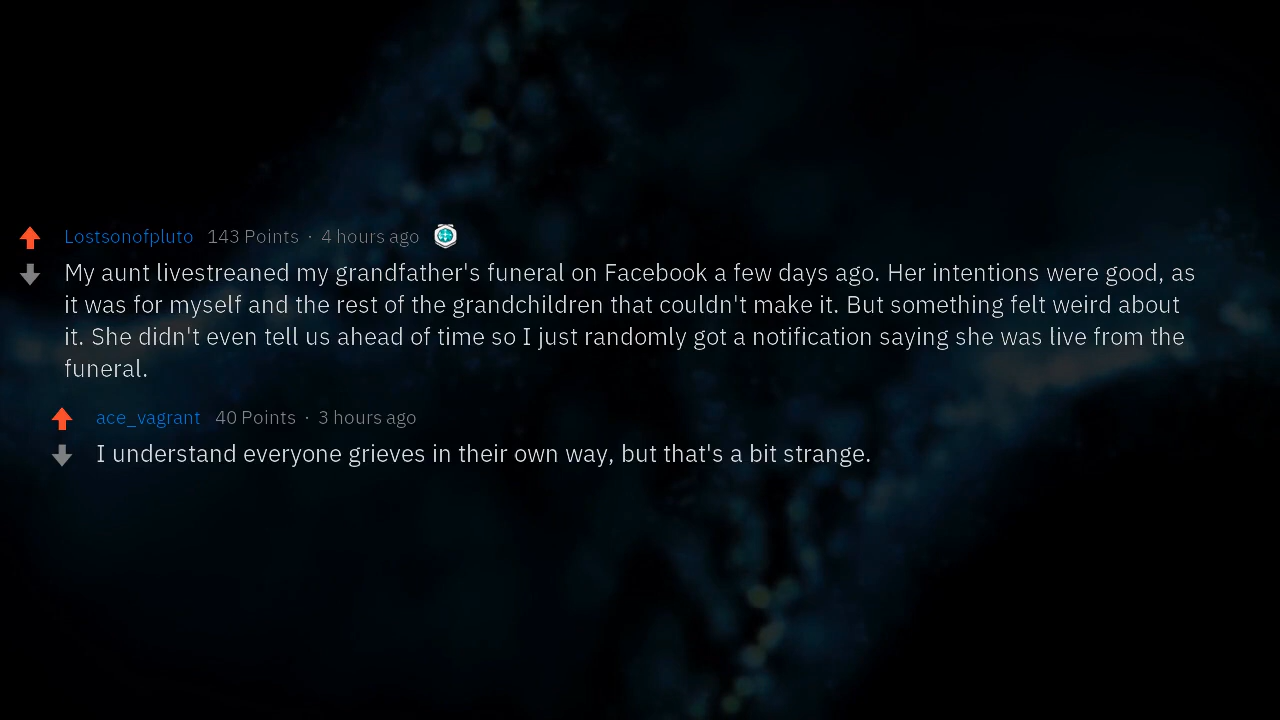 Lostsonofpluto 143 Points · 4 hours ago
My aunt livestreaned my grandfather's funeral on Facebook a few days ago. Her intentions were good, as
it was for myself and the rest of the grandchildren that couldn't make it. But something felt weird about
it. She didn't even tell us ahead of time so I just randomly got a notification saying she was live from the
funeral.
ace_vagrant 40 Points · 3 hours ago
I understand everyone grieves in their own way, but that's a bit strange.